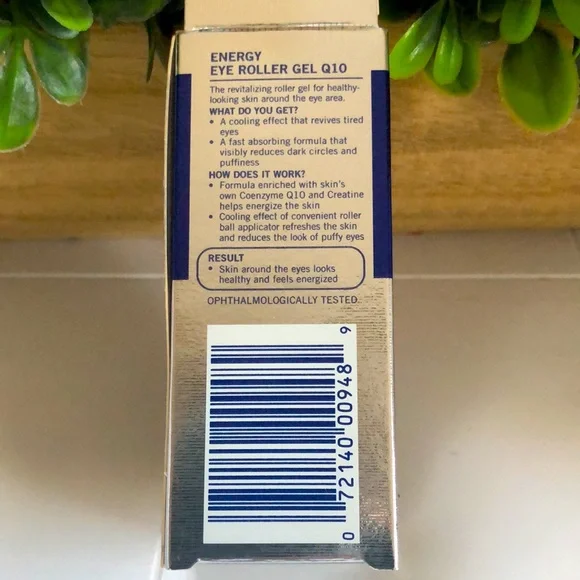 ENERGY
EYE ROLLER GEL Q10
The revitalizing roller gel for healthy-
looking skin around the eye area.
WHAT DO YOU GET?
• A cooling effect that revives tired
eyes
• A fast absorbing formula that
visibly reduces dark circles and
puffiness
HOW DOES IT WORK?
• Formula enriched with skin's
own Coenzyme Q10 and Creatine
helps energize the skin
• Cooling effect of convenient roller
ball applicator refreshes the skin
and reduces the look of puffy eyes
RESULT
• Skin around the eyes looks
healthy and feels energized
OPHTHALMOLOGICALLY TESTED.
0 72140 00948 9